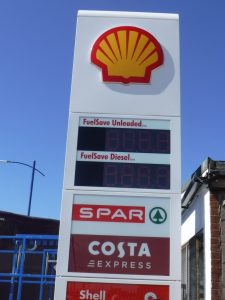 FuelSave Unleaded...
FuelSave Diesel...
SPAR
COSTA
EXPRESS
Shell